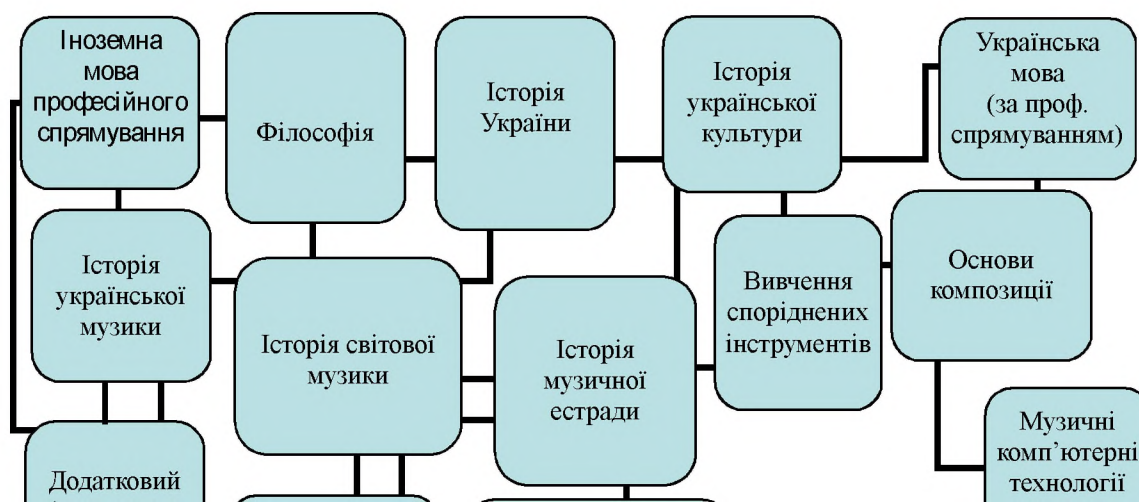 Іноземна
мова
професійного
спрямування
Філософія
Історія
України
Історія
української
культури
Українська
мова
(за проф.
спрямуванням)
Історія
української
музики
Історія світової
музики
Історія
музичної
естради
Вивчення
споріднених
інструментів
Основи
композиції
Додатковий
Музичні
комп’ютерні
технології